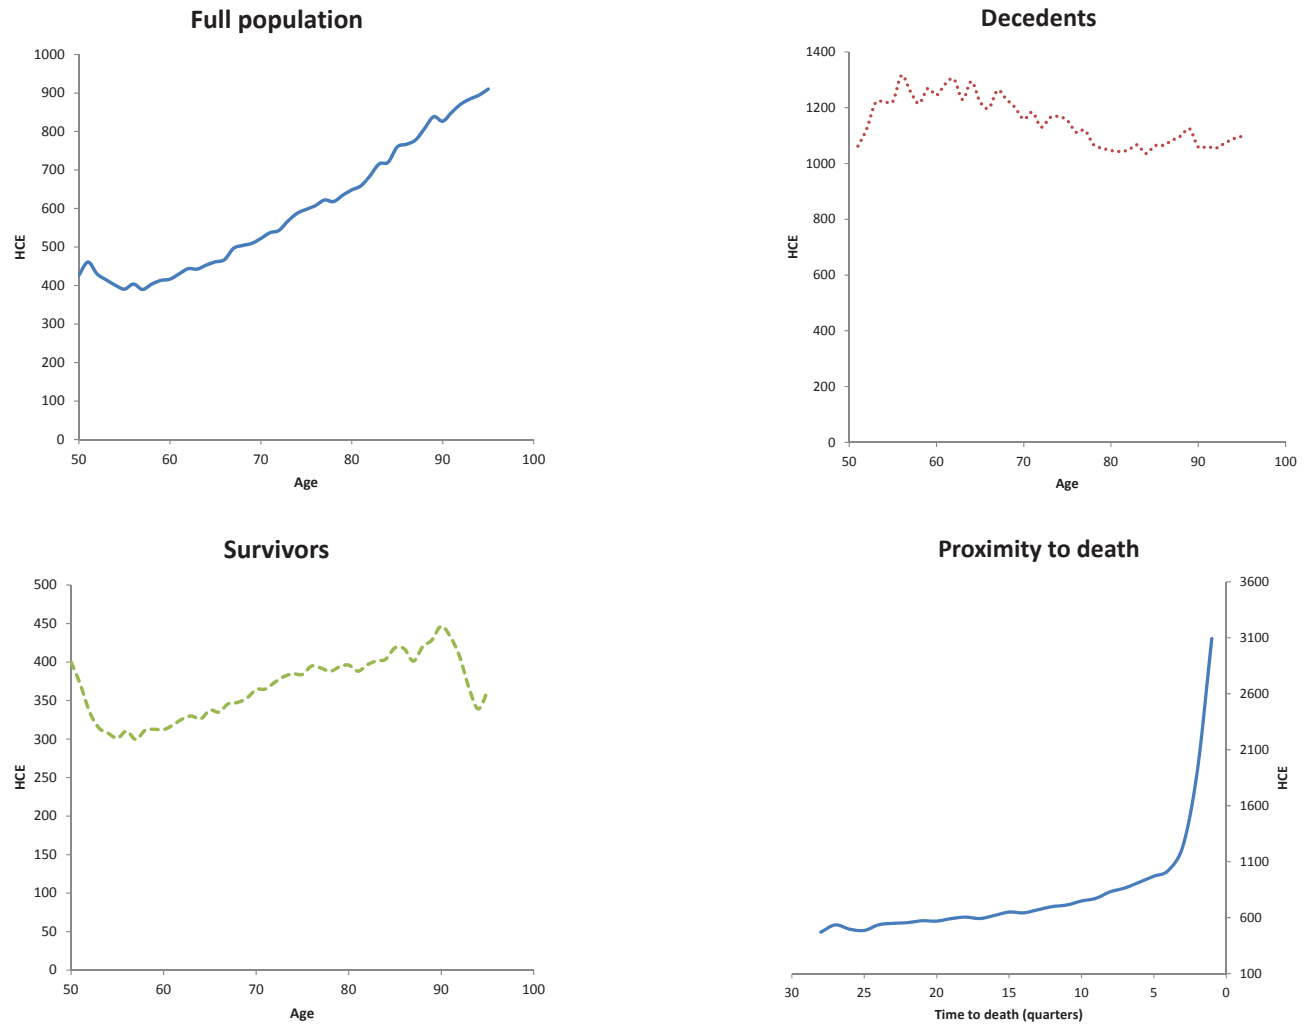 Full population
1000
900
800
700
600
500
400
300
200
100
0
HCE
50 60 70 80 90 100
Age
Decedents
1400
1200
1000
800
600
400
200
0
HCE
50 60 70 80 90 100
Age
Survivors
500
450
400
350
300
250
200
150
100
50
0
HCE
50 60 70 80 90 100
Age
Proximity to death
3600
3100
2600
2100
1600
1100
600
100
HCE
30 25 20 15 10 5 0
Time to death (quarters)